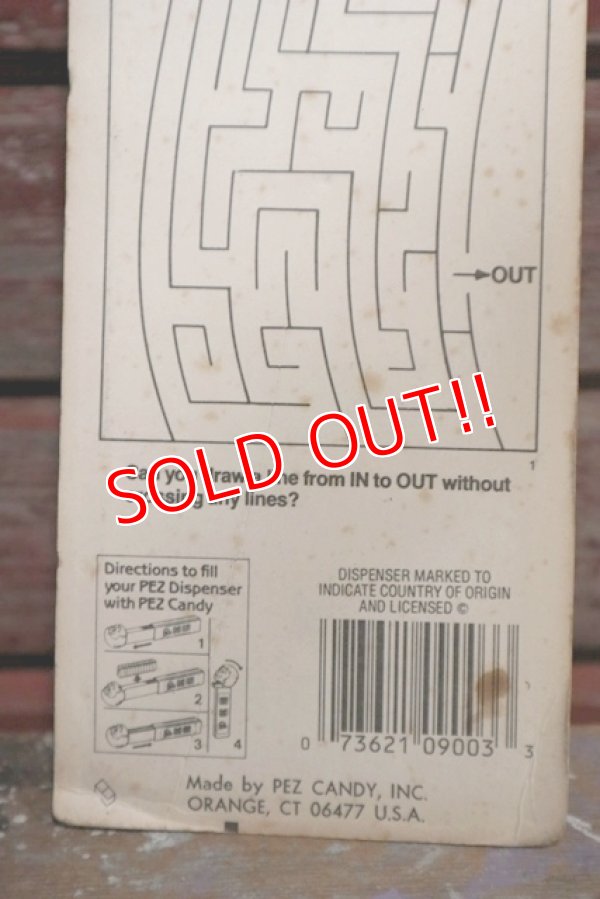 OUT
1
Can you draw a line from IN to OUT without
crossing any lines?
SOLD OUT!!
Directions to fill
your PEZ Dispenser
with PEZ Candy
1
2
3
4
DISPENSER MARKED TO
INDICATE COUNTRY OF ORIGIN
AND LICENSED ©
0 73621 09003 3
Made by PEZ CANDY, INC.
ORANGE, CT 06477 U.S.A.